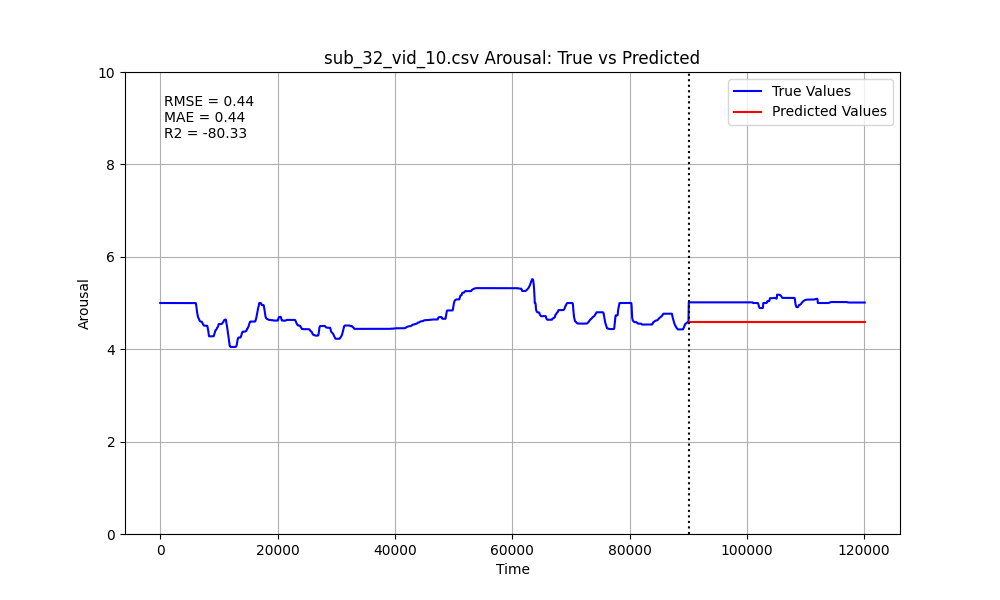 sub_32_vid_10.csv Arousal: True vs Predicted
10
8
6
4
2
0
Arousal
RMSE = 0.44
MAE = 0.44
R2 = -80.33
True Values
Predicted Values
0
20000
40000
60000
80000
100000
120000
Time